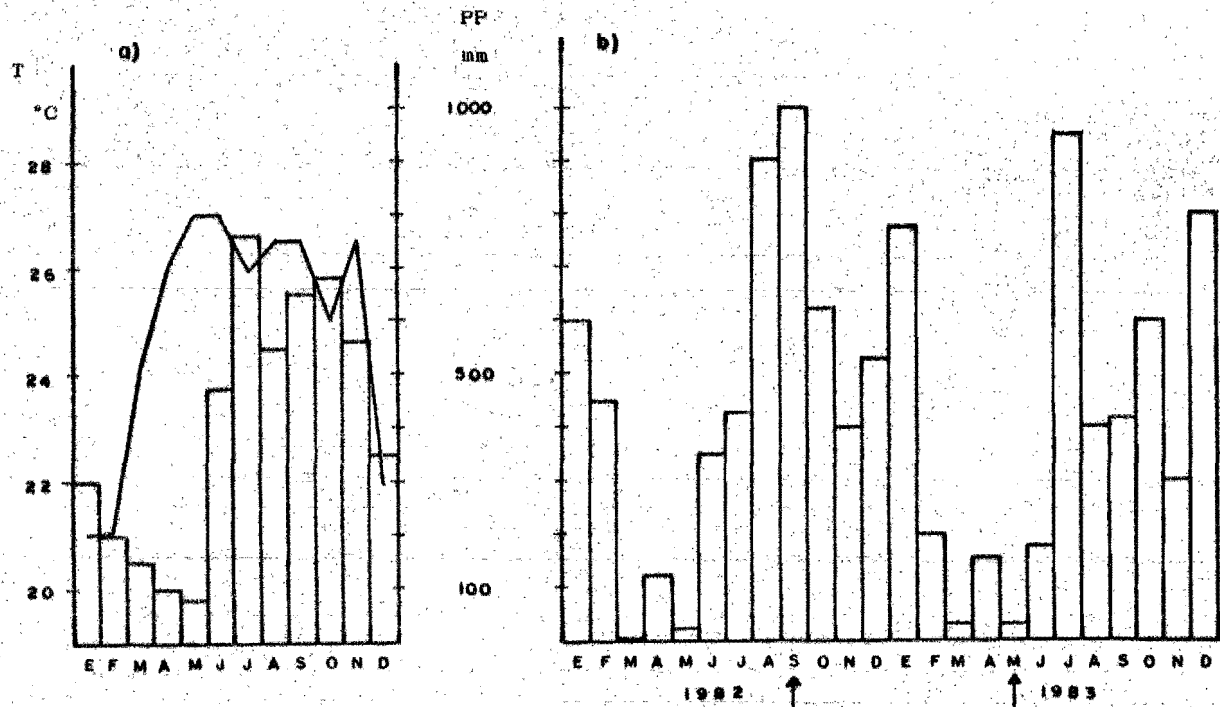 PP
a)
b)
mm
T
°C
1000
28
26
24
500
22
20
100
E F M A M J J A S O N D
E F M A M J J A S O N D E F M A M J J A S O N D
1982 1983